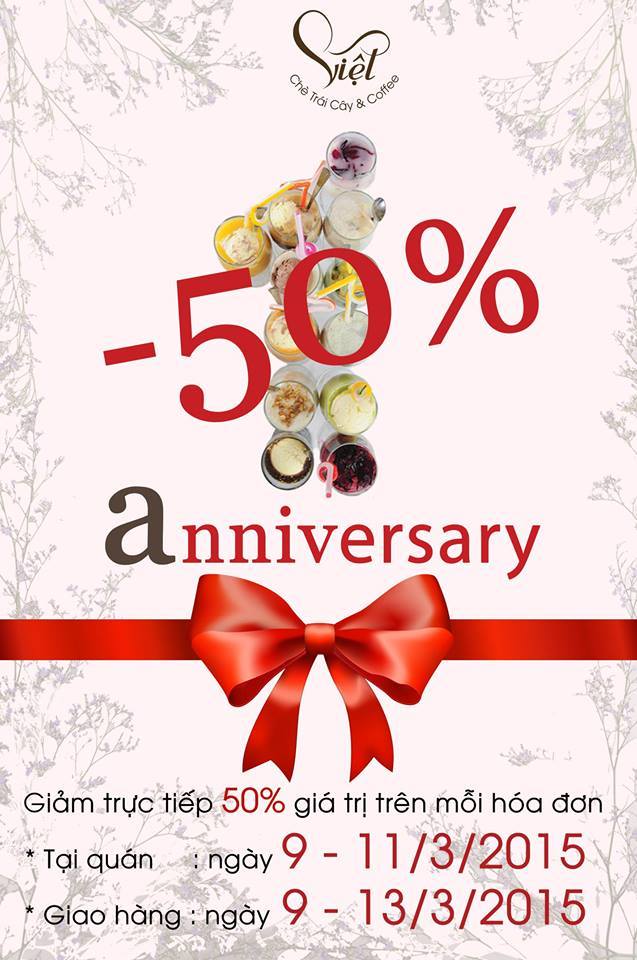 Việt
Chè Trái Cây & Coffee
-50%
anniversary
Giảm trực tiếp 50% giá trị trên mỗi hóa đơn
* Tại quán : ngày 9 - 11/3/2015
* Giao hàng : ngày 9 - 13/3/2015